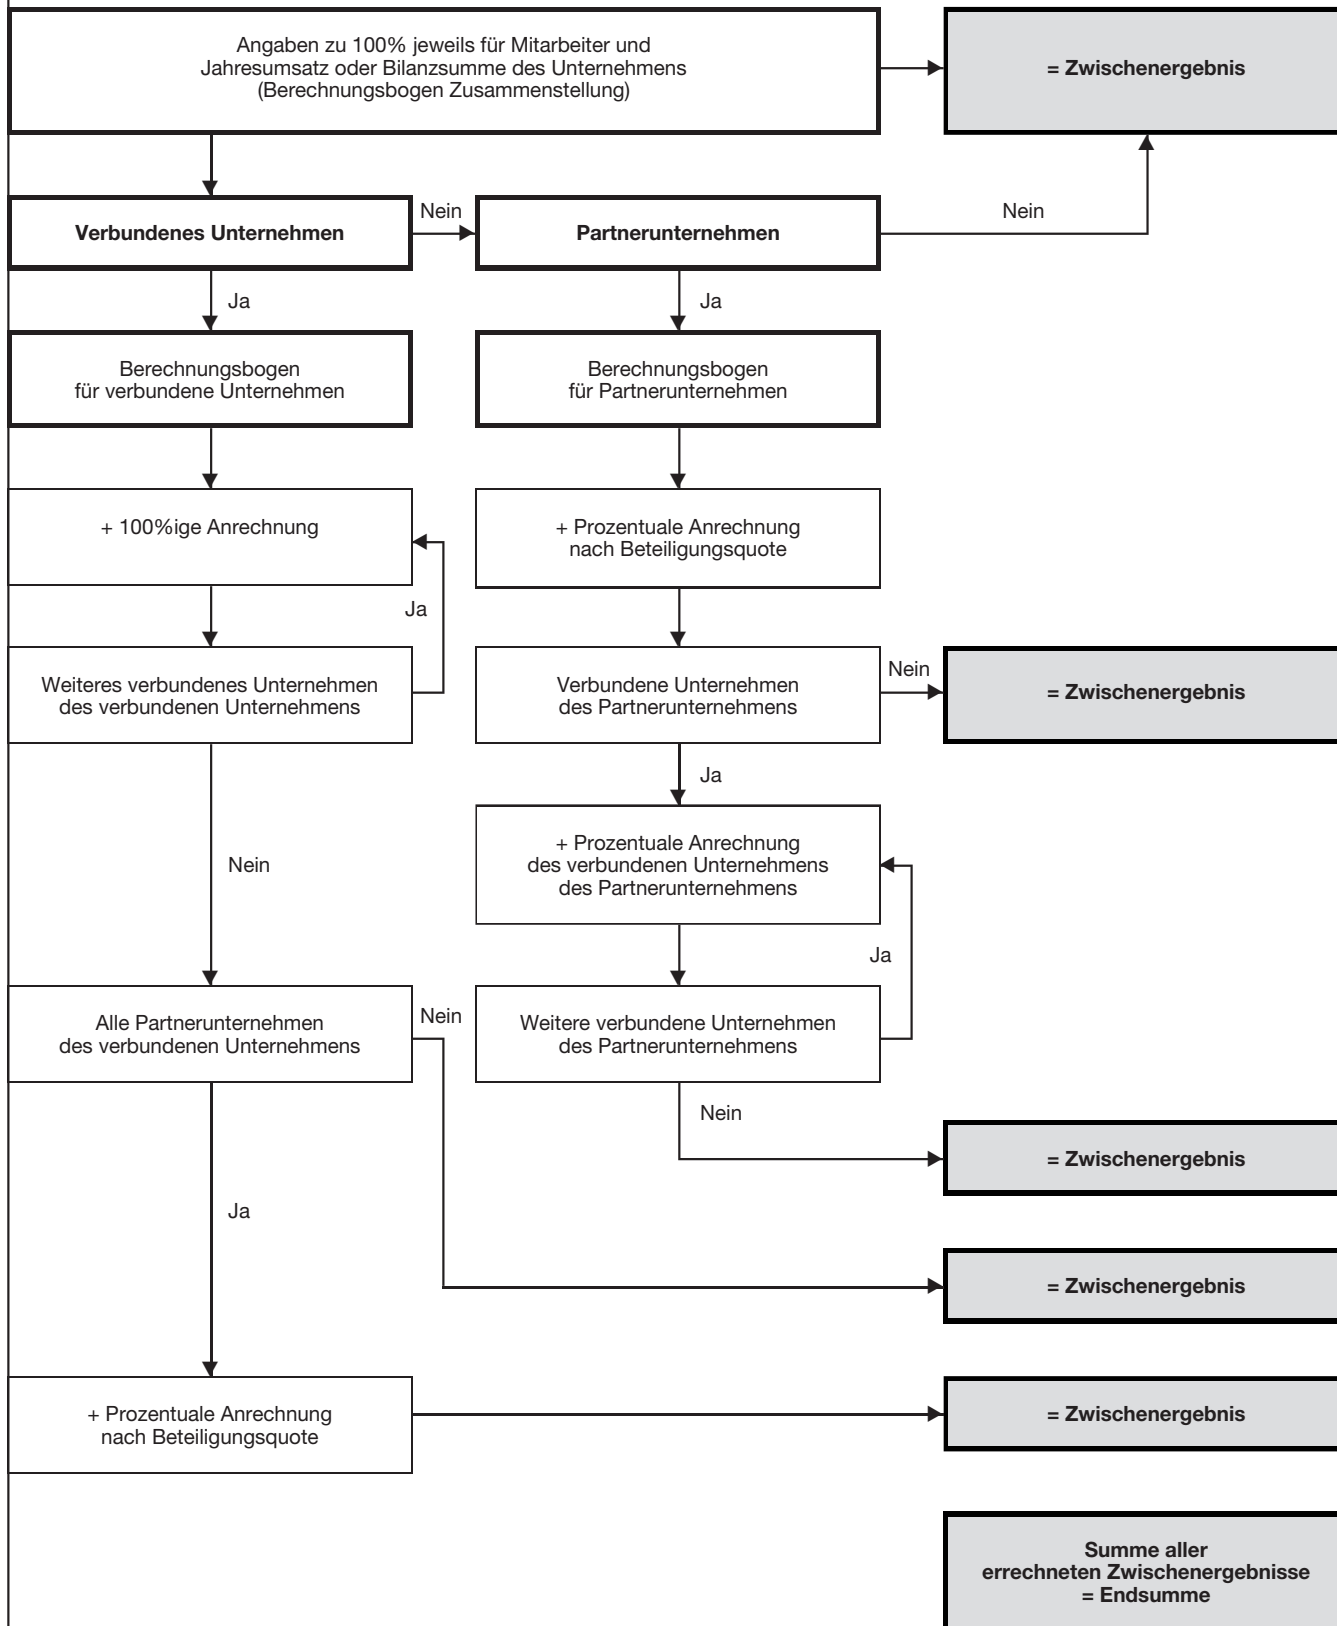 Angaben zu 100% jeweils für Mitarbeiter und
Jahresumsatz oder Bilanzsumme des Unternehmens
(Berechnungsbogen Zusammenstellung)
= Zwischenergebnis
Verbundenes Unternehmen
Nein
Partnerunternehmen
Nein
Ja
Ja
Berechnungsbogen
für verbundene Unternehmen
Berechnungsbogen
für Partnerunternehmen
+ 100%ige Anrechnung
+ Prozentuale Anrechnung
nach Beteiligungsquote
Ja
Weiteres verbundenes Unternehmen
des verbundenen Unternehmens
Verbundene Unternehmen
des Partnerunternehmens
Nein
= Zwischenergebnis
Ja
Nein
+ Prozentuale Anrechnung
des verbundenen Unternehmens
des Partnerunternehmens
Ja
Alle Partnerunternehmen
des verbundenen Unternehmens
Nein
Weitere verbundene Unternehmen
des Partnerunternehmens
Nein
= Zwischenergebnis
Ja
= Zwischenergebnis
+ Prozentuale Anrechnung
nach Beteiligungsquote
= Zwischenergebnis
Summe aller
errechneten Zwischenergebnisse
= Endsumme